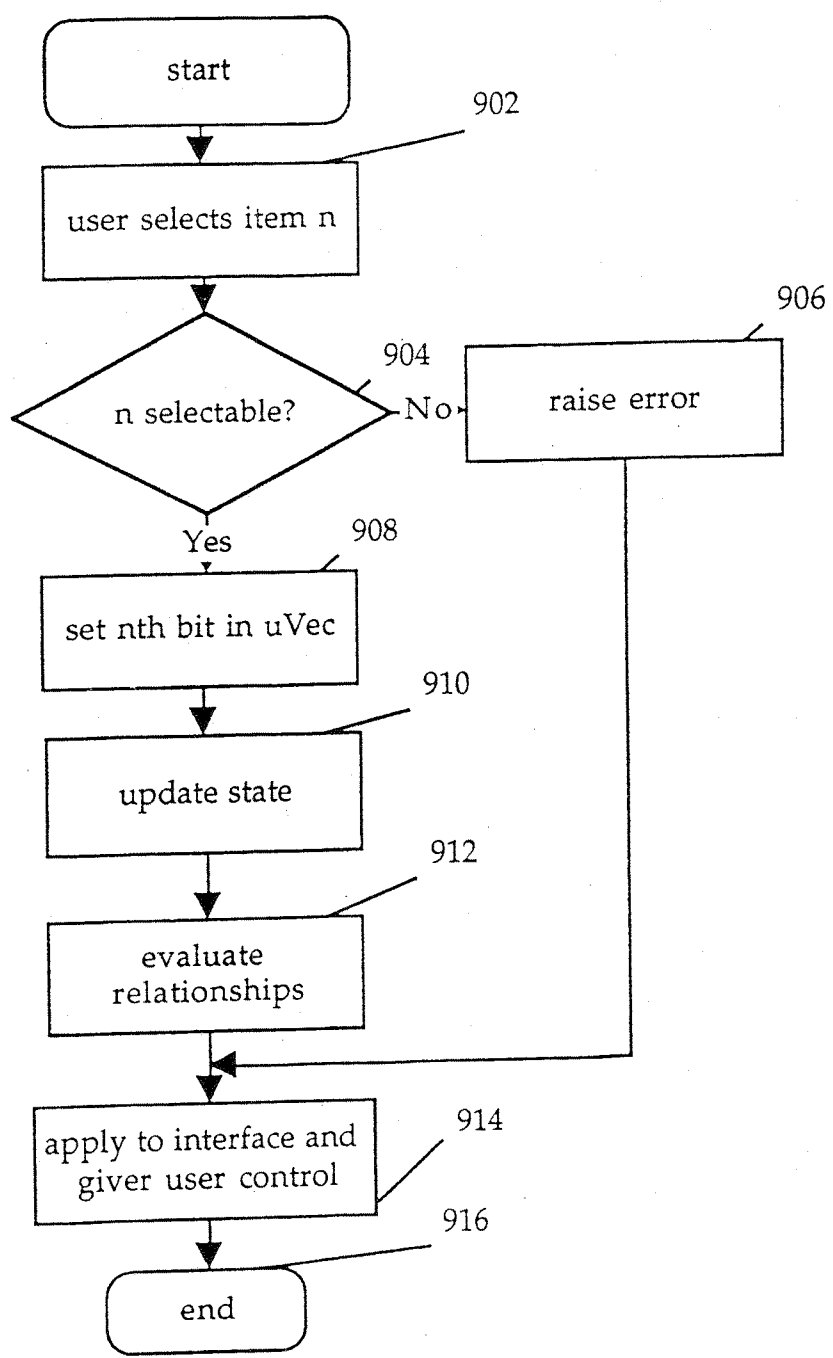 start
902
user selects item n
906
904
n selectable?
No
raise error
Yes
908
set nth bit in uVec
910
update state
912
evaluate
relationships
914
apply to interface and
giver user control
916
end